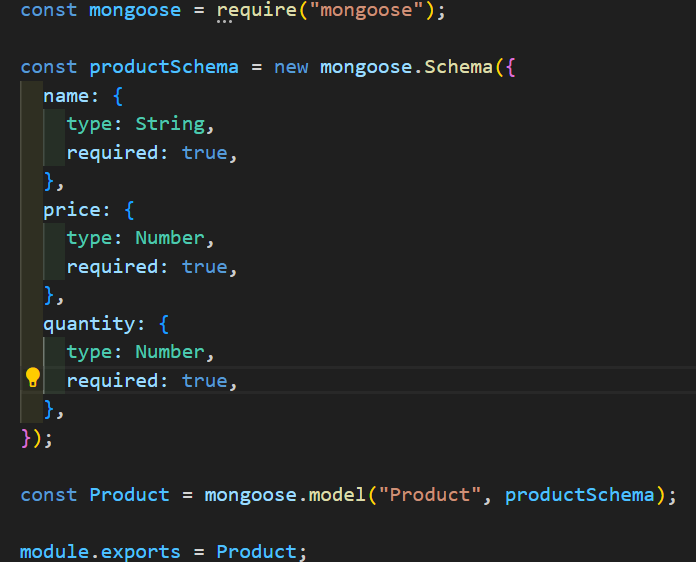 const mongoose = require("mongoose");
const productSchema = new mongoose.Schema({
name: {
type: String,
required: true,
},
price: {
type: Number,
required: true,
},
quantity: {
type: Number,
required: true,
},
});
const Product = mongoose.model("Product", productSchema);
module.exports = Product;